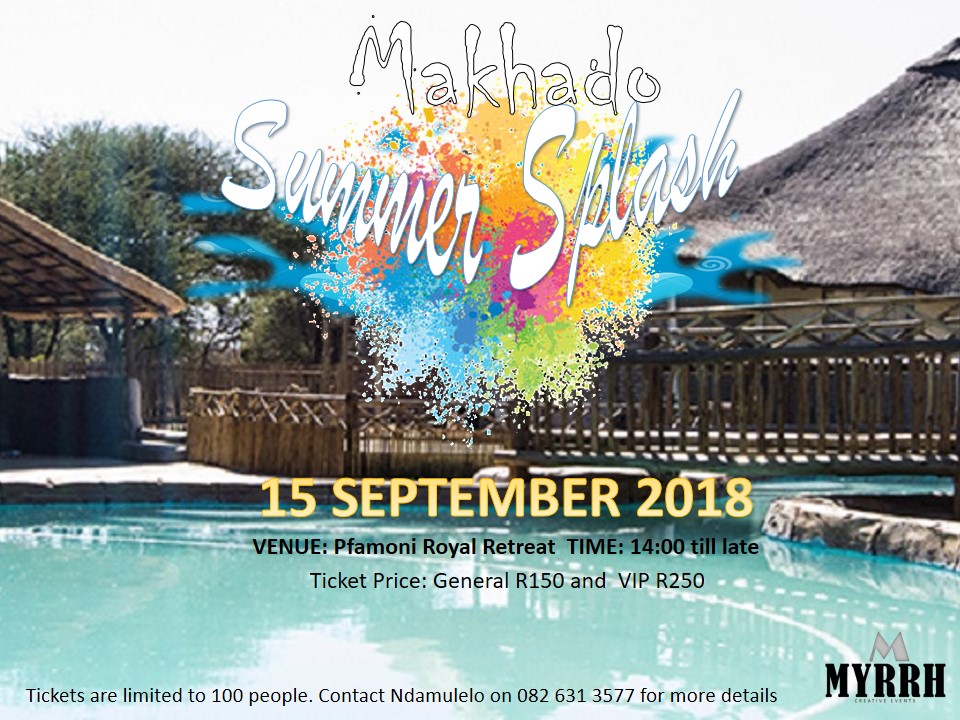 Makhado
Summer Splash
15 SEPTEMBER 2018
VENUE: Pfamoni Royal Retreat  TIME: 14:00 till late
Ticket Price: General R150 and  VIP R250
Tickets are limited to 100 people. Contact Ndamulelo on 082 631 3577 for more details
M
MYRRH
CREATIVE EVENTS